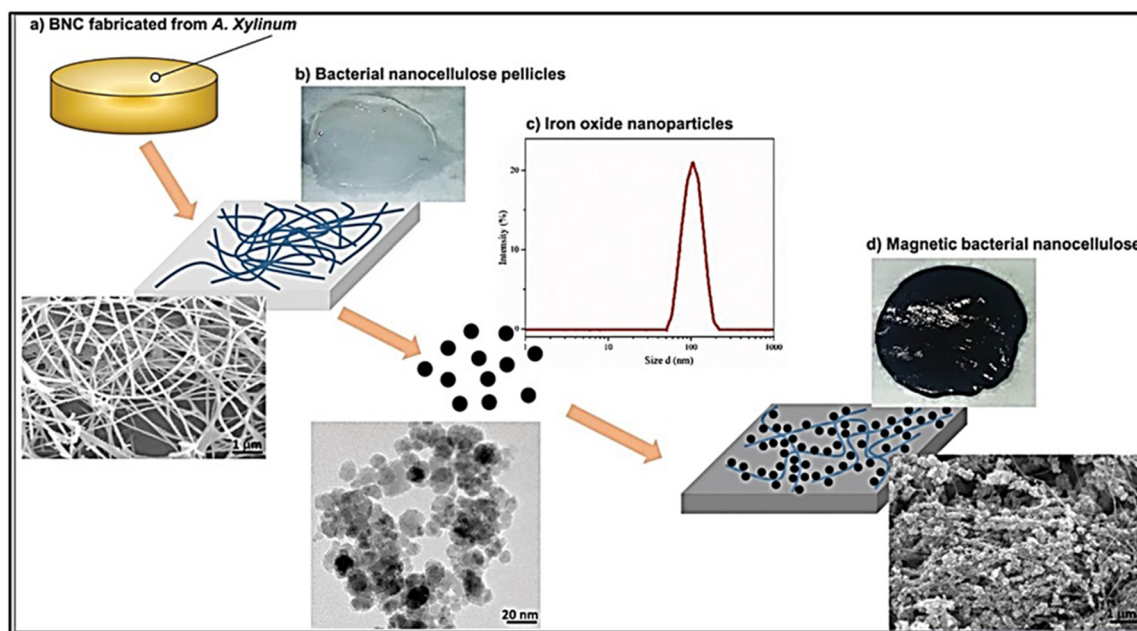 a) BNC fabricated from A. Xylinum
b) Bacterial nanocellulose pellicles
c) Iron oxide nanoparticles
20
10
0
Intensity (%)
1
10
100
1000
Size d (nm)
d) Magnetic bacterial nanocellulose
1 µm
20 nm
1 µm